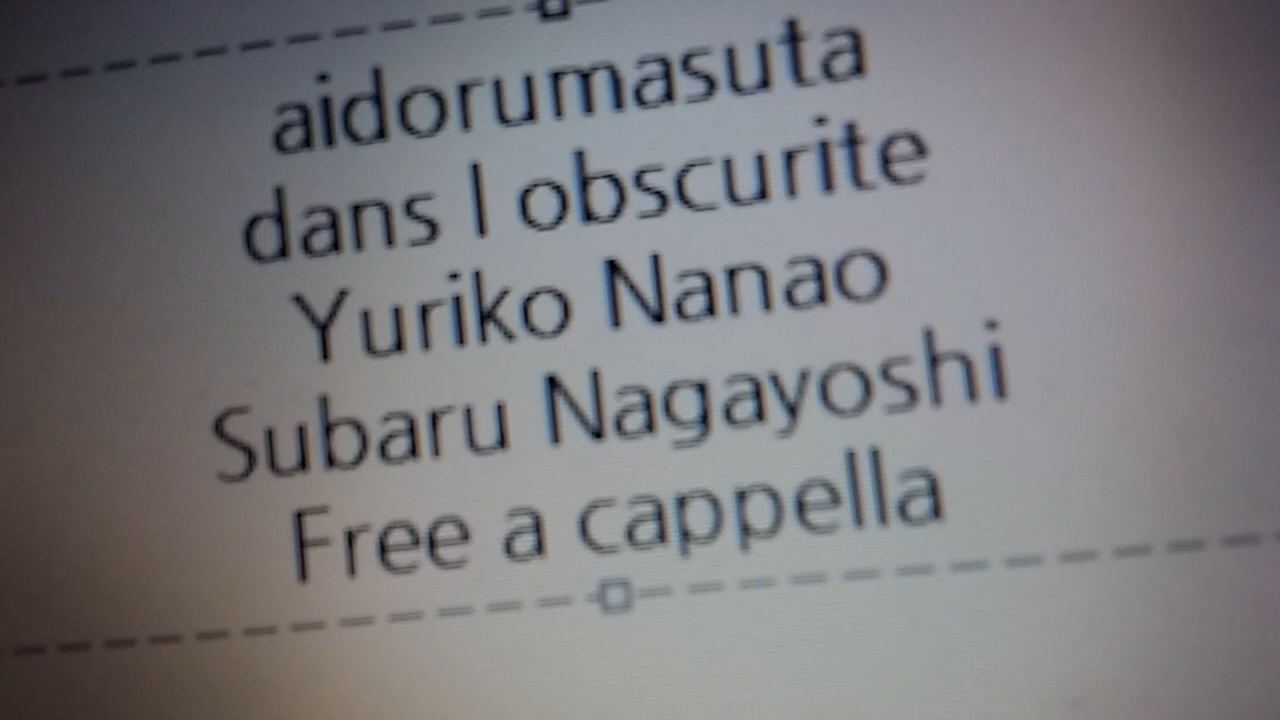 aidorumasuta
dans l obscurite
Yuriko Nanao
Subaru Nagayoshi
Free a cappella